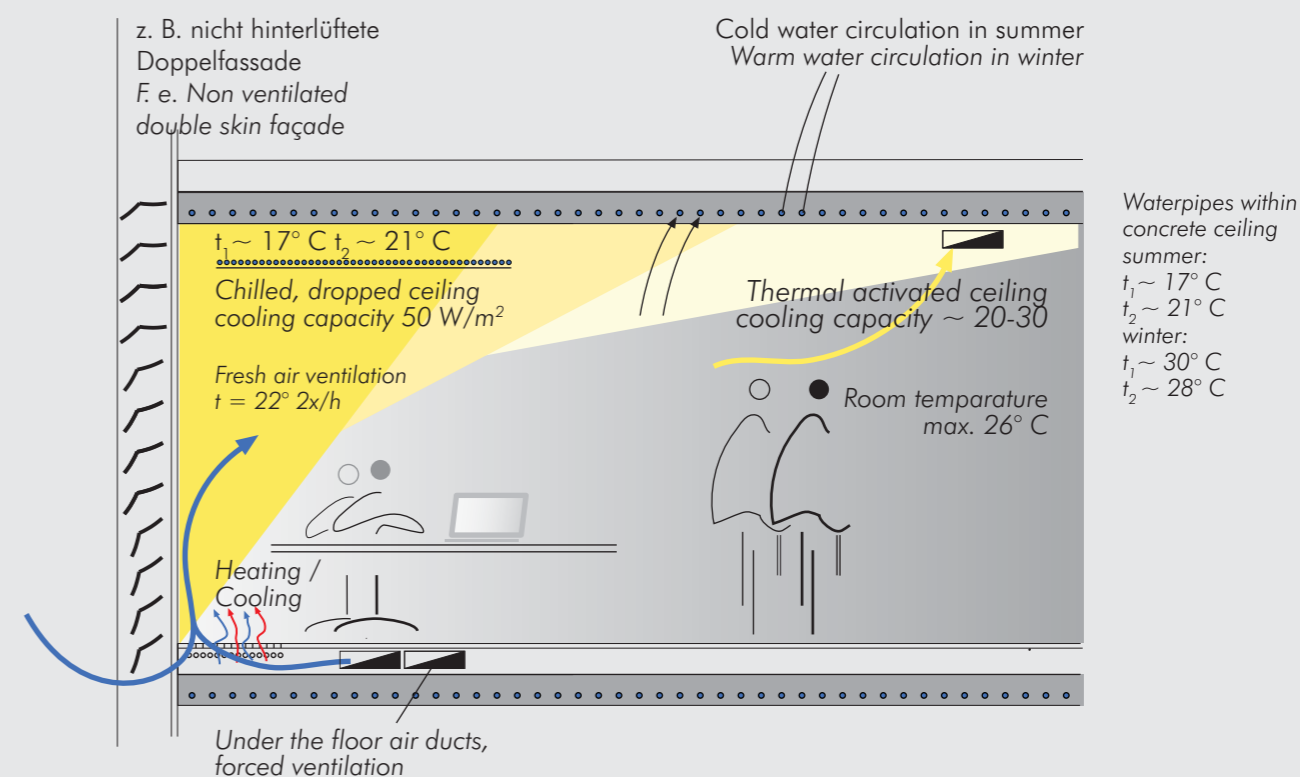 z. B. nicht hinterlüftete
Doppelfassade
F. e. Non ventilated
double skin façade
Cold water circulation in summer
Warm water circulation in winter
Waterpipes within
concrete ceiling
summer:
t₁ ~ 17° C
t₂ ~ 21° C
winter:
t₁ ~ 30° C
t₂ ~ 28° C
t₁ ~ 17° C t₂ ~ 21° C
Chilled, dropped ceiling
cooling capacity 50 W/m²
Thermal activated ceiling
cooling capacity ~ 20-30
Fresh air ventilation
t = 22° 2x/h
Room temparature
max. 26° C
Heating /
Cooling
Under the floor air ducts,
forced ventilation